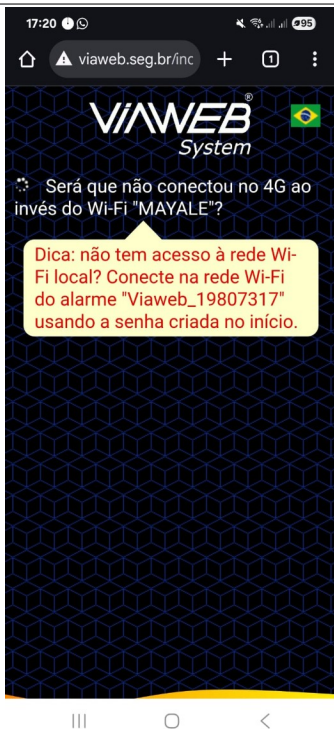 17:20
95
viaweb.seg.br/inc
1
VIAWEB®
System
Será que não conectou no 4G ao
invés do Wi-Fi "MAYALE"?
Dica: não tem acesso à rede Wi-
Fi local? Conecte na rede Wi-Fi
do alarme "Viaweb_19807317"
usando a senha criada no início.